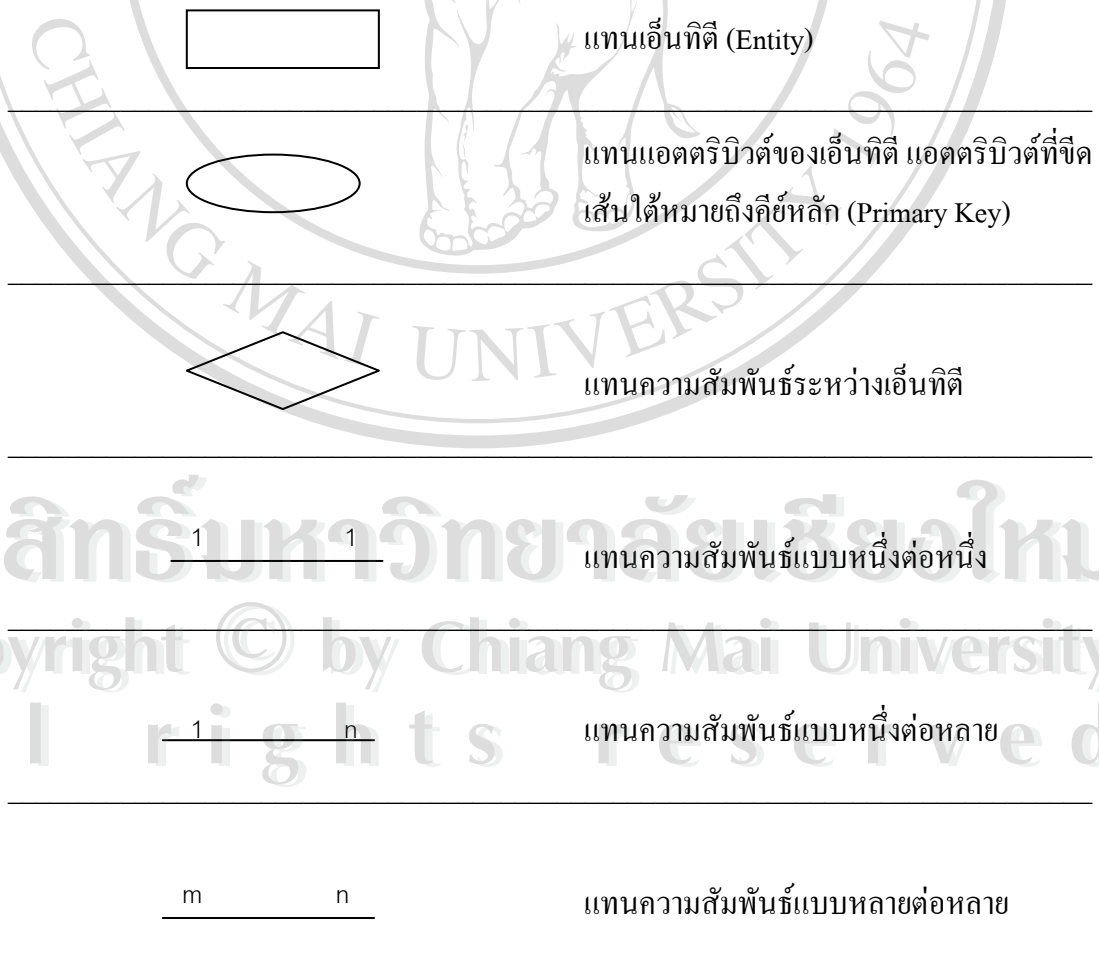 แทนเอ็นทิตี (Entity)
แทนแอตตริบิวต์ของเอ็นทิตี แอตตริบิวต์ที่ขีด
เส้นใต้หมายถึงคีย์หลัก (Primary Key)
แทนความสัมพันธ์ระหว่างเอ็นทิตี
1 1 แทนความสัมพันธ์แบบหนึ่งต่อหนึ่ง
1 n แทนความสัมพันธ์แบบหนึ่งต่อหลาย
m n แทนความสัมพันธ์แบบหลายต่อหลาย
CHIANG MAI UNIVERSITY 1964
สิทธิ์มหาวิทยาลัยเชียงใหม
pyright © by Chiang Mai University
l rights reserved